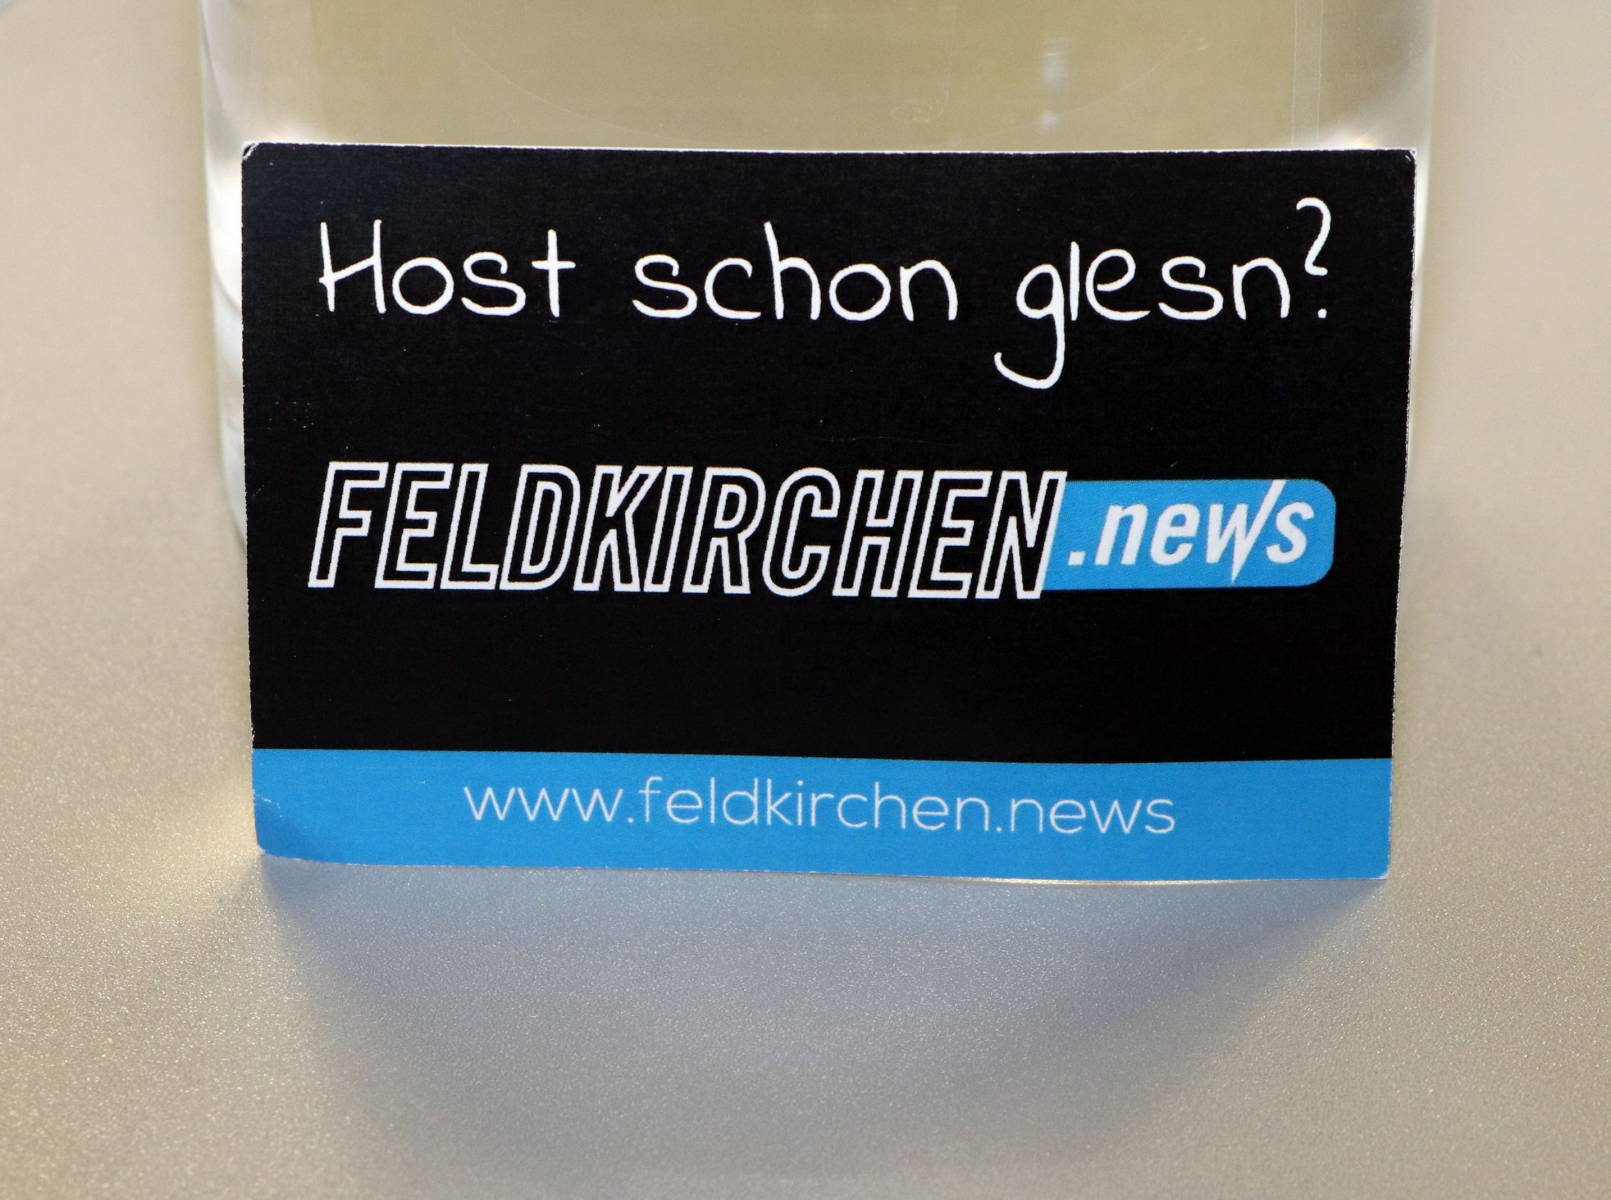 Host schon glesn?
FELDKIRCHEN.news
www.feldkirchen.news